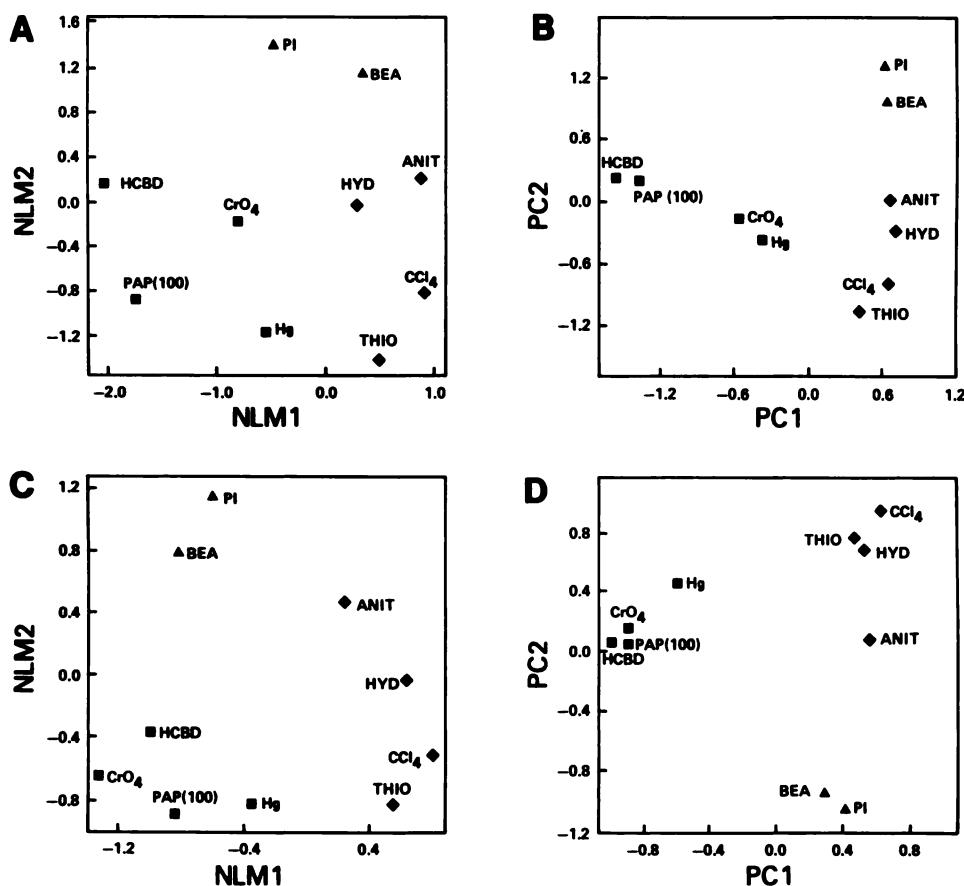 A
1.6
1.2
0.8
0.4
0.0
−0.4
−0.8
−1.2
NLM2
−2.0
−1.0
0.0
1.0
NLM1
PI
BEA
ANIT
HCBD
HYD
CrO4
CCl4
PAP(100)
Hg
THIO
B
1.2
0.6
0.0
−0.6
−1.2
PC2
−1.2
−0.6
0.0
0.6
1.2
PC1
PI
BEA
HCBD
PAP (100)
ANIT
CrO4
HYD
Hg
CCl4
THIO
C
1.2
0.8
0.4
0.0
−0.4
−0.8
NLM2
−1.2
−0.4
0.4
NLM1
PI
BEA
ANIT
HYD
HCBD
CCl4
CrO4
PAP(100)
Hg
THIO
D
0.8
0.4
0.0
−0.4
−0.8
−1.2
PC2
−0.8
−0.4
0.0
0.4
0.8
PC1
CCl4
THIO
HYD
Hg
CrO4
PAP(100)
HCBD
ANIT
BEA
PI